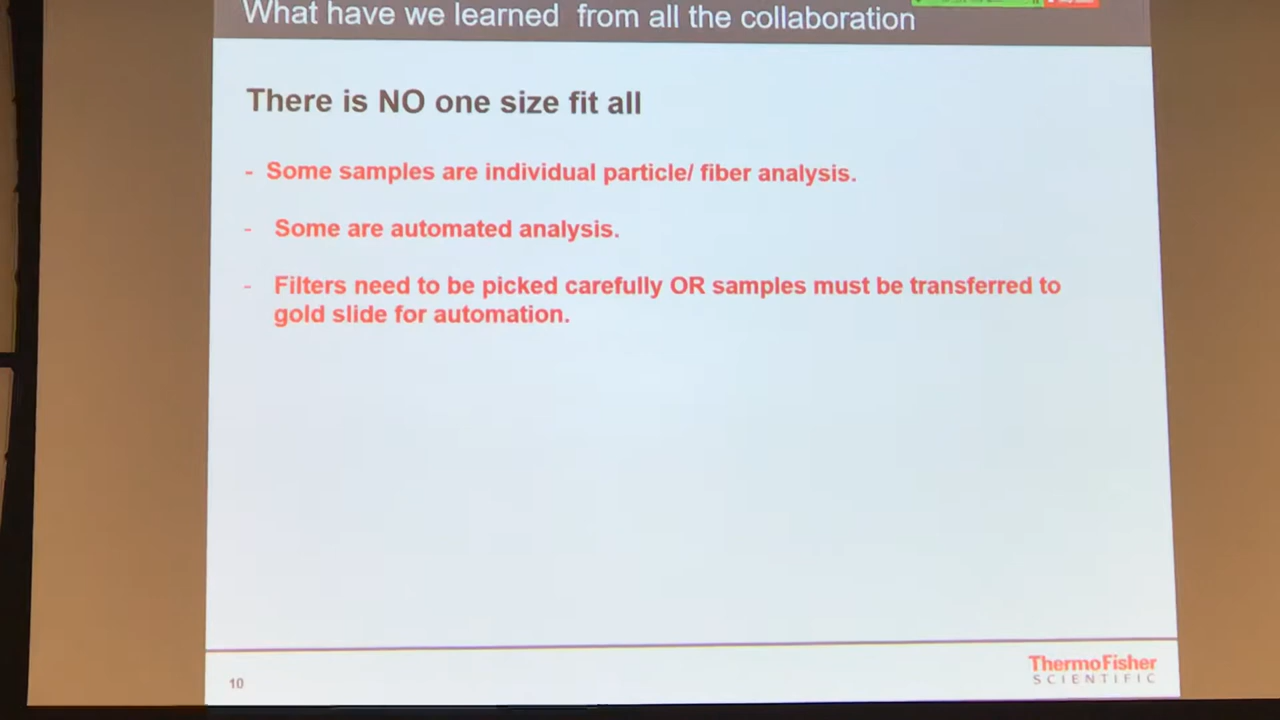 What have we learned from all the collaboration
There is NO one size fit all
- Some samples are individual particle/ fiber analysis.
- Some are automated analysis.
- Filters need to be picked carefully OR samples must be transferred to
gold slide for automation.
10
ThermoFisher
SCIENTIFIC